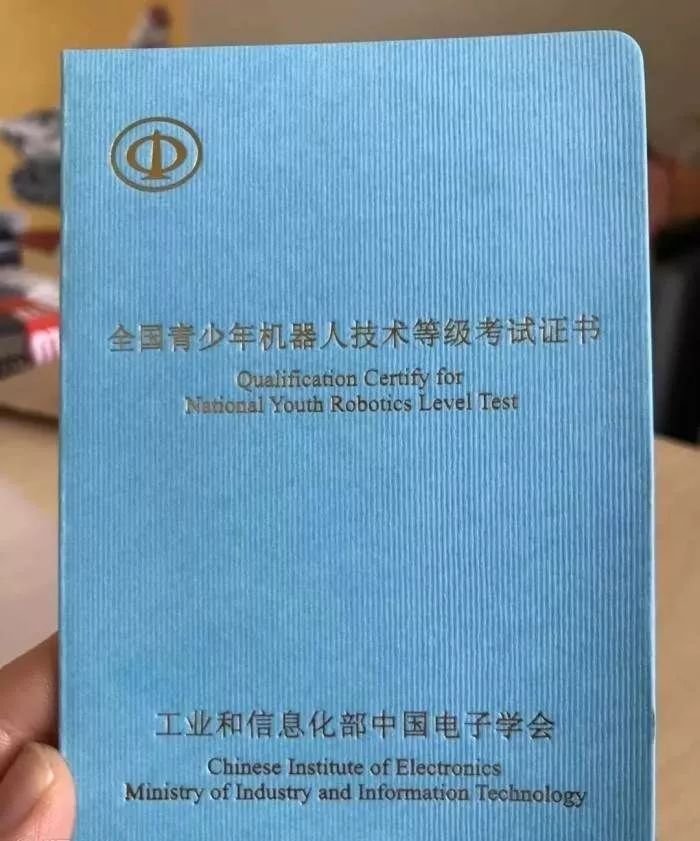 全国青少年机器人技术等级考试证书
Qualification Certify for
National Youth Robotics Level Test
工业和信息化部中国电子学会
Chinese Institute of Electronics
Ministry of Industry and Information Technology